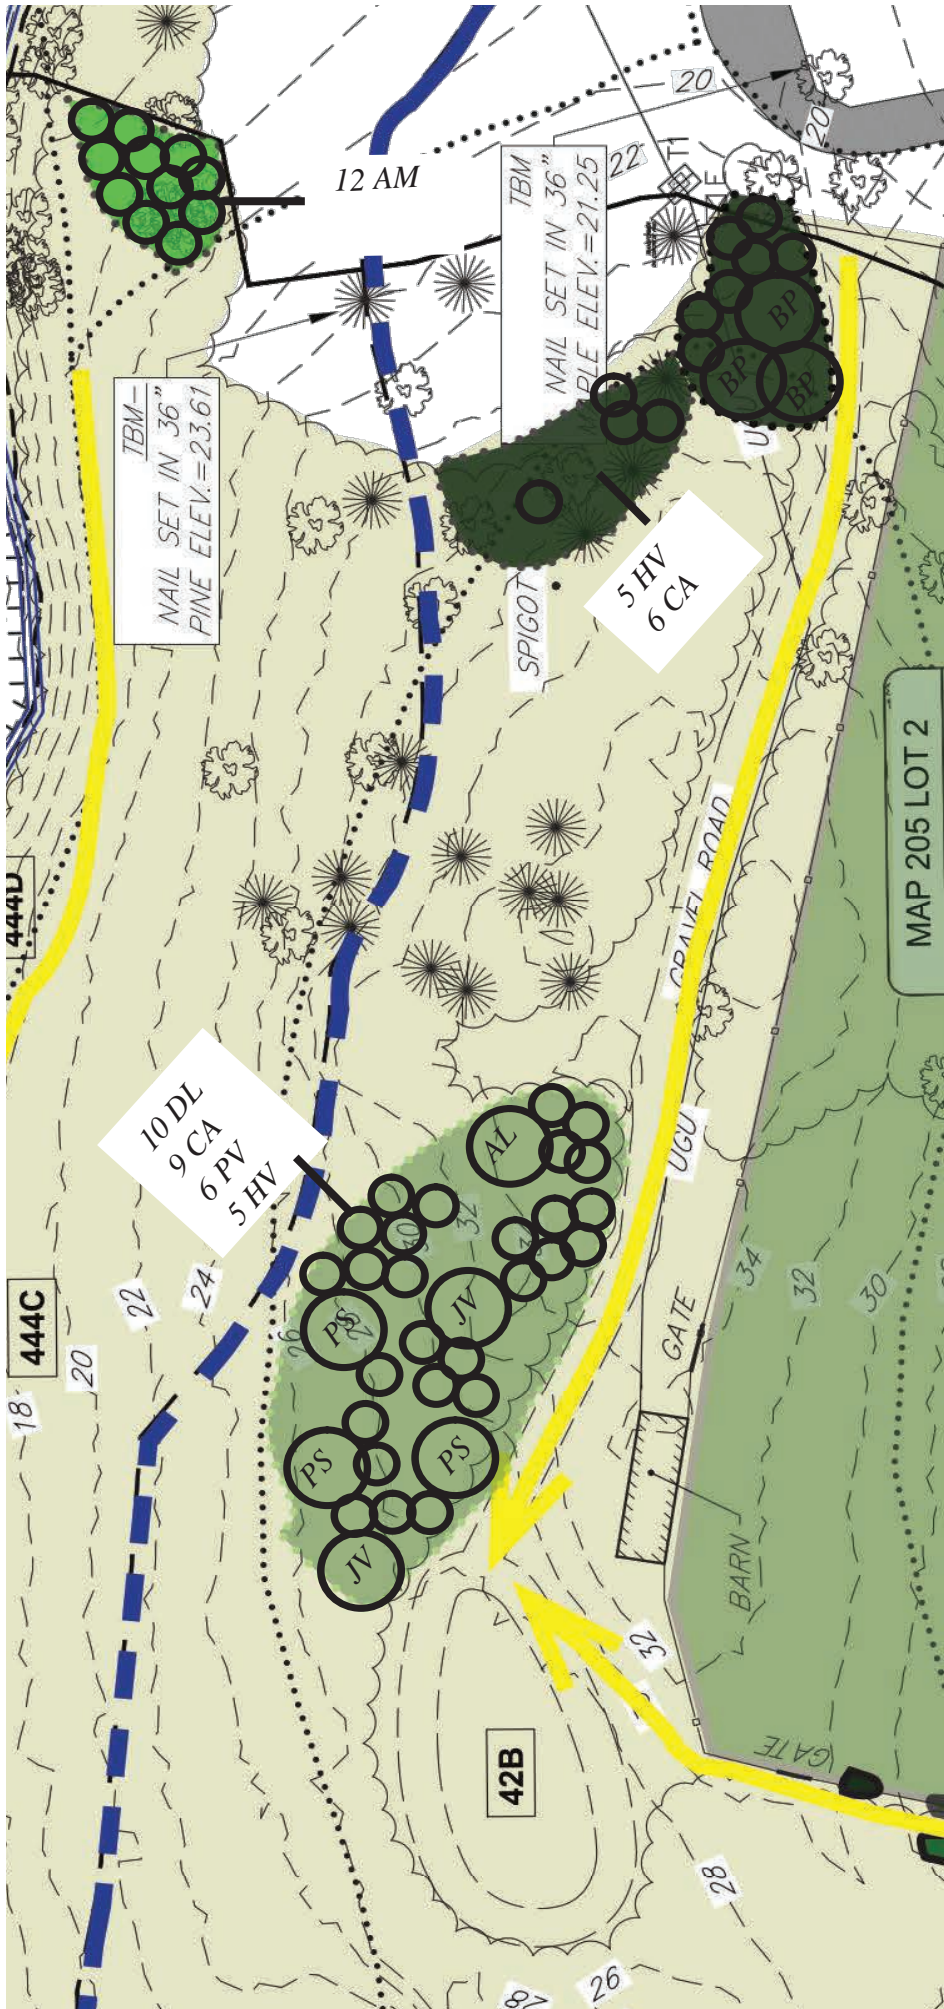 20
20
22
TBM
NAIL SET IN 36"
PLE ELEV.=21.25
12 AM
TBM
NAIL SET IN 36"
PINE ELEV.=23.61
BP
BP
BP
5 HV
6 CA
SPIGOT
MAP 205 LOT 2
GRAVEL ROAD
444D
10 DL
9 CA
6 PV
5 HV
AL
UGU
30
32
34
32
30
GATE
444C
18
20
22
24
26
PS
JV
PS
PS
JV
BARN
32
42B
GATE
28
26